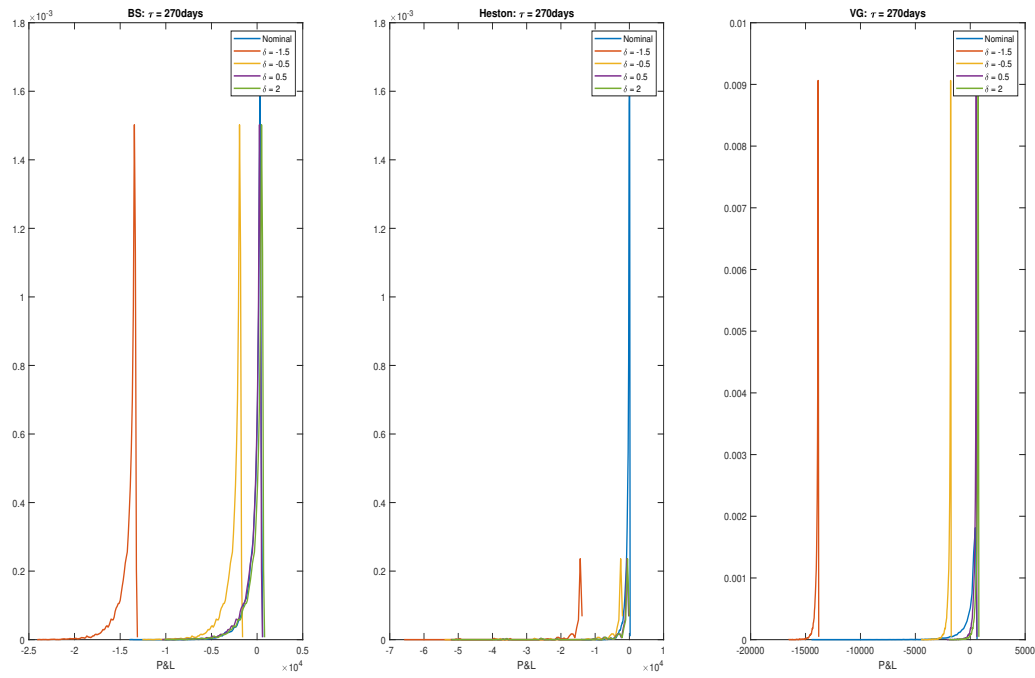 BS: τ = 270days
×10-3
1.8
1.6
1.4
1.2
1
0.8
0.6
0.4
0.2
0
-2.5 -2 -1.5 -1 -0.5 0 0.5 1
P&L
×104
Nominal
δ = -1.5
δ = -0.5
δ = 0.5
δ = 2
Heston: τ = 270days
×10-3
1.8
1.6
1.4
1.2
1
0.8
0.6
0.4
0.2
0
-7 -6 -5 -4 -3 -2 -1 0 1
P&L
×104
Nominal
δ = -1.5
δ = -0.5
δ = 0.5
δ = 2
VG: τ = 270days
0.01
0.009
0.008
0.007
0.006
0.005
0.004
0.003
0.002
0.001
0
-20000 -15000 -10000 -5000 0 5000
P&L
Nominal
δ = -1.5
δ = -0.5
δ = 0.5
δ = 2